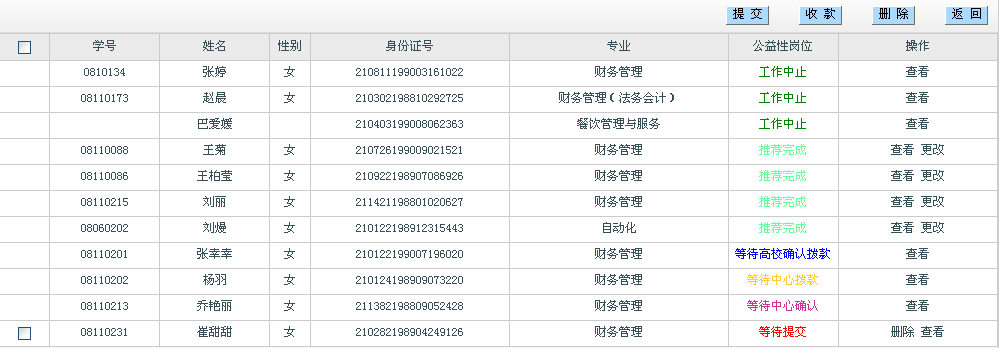 提 交 收 款 删 除 返 回
学号 姓名 性别 身份证号 专业 公益性岗位 操作
0810134 张婷 女 210811199003161022 财务管理 工作中止 查看
08110173 赵晨 女 210302198810292725 财务管理(法务会计) 工作中止 查看
巴爱媛 210403199008062363 餐饮管理与服务 工作中止 查看
08110088 王菊 女 210726199009021521 财务管理 推荐完成 查看 更改
08110086 王柏莹 女 210922198907086926 财务管理 推荐完成 查看 更改
08110215 刘丽 女 211421198801020627 财务管理 推荐完成 查看 更改
08060202 刘嫚 女 210122198912315443 自动化 推荐完成 查看 更改
08110201 张幸幸 女 210122199007196020 财务管理 等待高校确认拨款 查看
08110202 杨羽 女 210124198909073220 财务管理 等待中心拨款 查看
08110213 乔艳丽 女 211382198809052428 财务管理 等待中心确认 查看
08110231 崔甜甜 女 210282198904249126 财务管理 等待提交 删除 查看